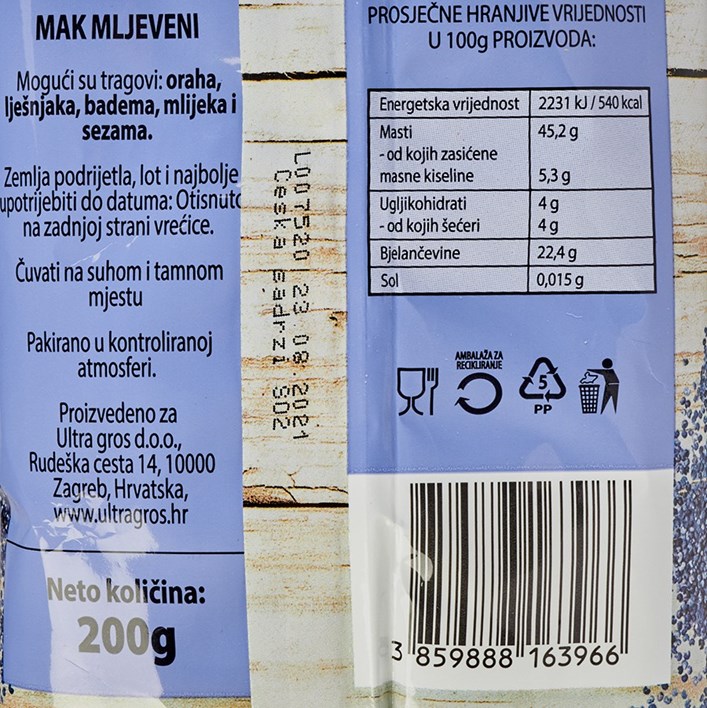 MAK MLJEVENI
Mogući su tragovi: oraha,
lješnjaka, badema, mlijeka i
sezama.
Zemlja podrijetla, lot i najbolje
upotrijebiti do datuma: Otisnuto
na zadnjoj strani vrećice.
Čuvati na suhom i tamnom
mjestu
Pakirano u kontroliranoj
atmosferi.
Proizvedeno za
Ultra gros d.o.o.,
Rudeška cesta 14, 10000
Zagreb, Hrvatska,
www.ultragros.hr
Neto količina:
200g
L007520 23.08.2021
Ceska sadrzi SO2
PROSJEČNE HRANJIVE VRIJEDNOSTI
U 100g PROIZVODA:
Energetska vrijednost 2231 kJ / 540 kcal
Masti 45,2 g
- od kojih zasićene
masne kiseline 5,3 g
Ugljikohidrati 4 g
- od kojih šećeri 4 g
Bjelančevine 22,4 g
Sol 0,015 g
AMBALAŽA ZA
RECIKLIRANJE
5
PP
3 859888 163966